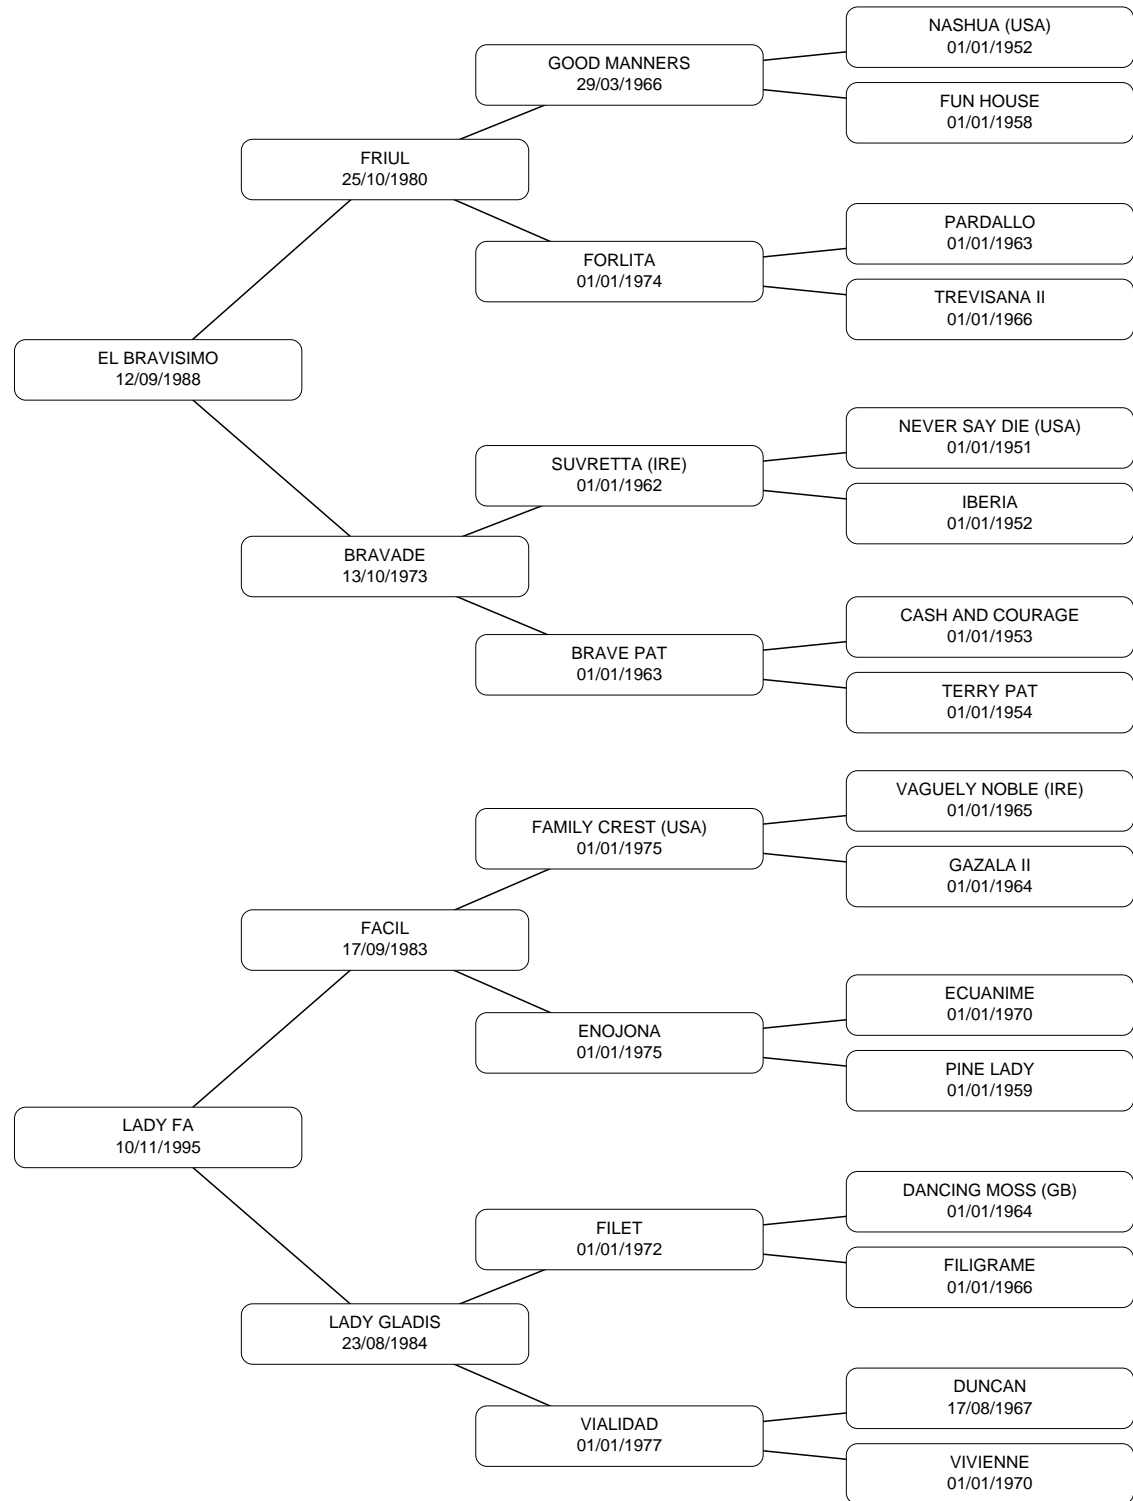 NASHUA (USA)
01/01/1952
GOOD MANNERS
29/03/1966
FUN HOUSE
01/01/1958
FRIUL
25/10/1980
PARDALLO
01/01/1963
FORLITA
01/01/1974
TREVISANA II
01/01/1966
EL BRAVISIMO
12/09/1988
NEVER SAY DIE (USA)
01/01/1951
SUVRETTA (IRE)
01/01/1962
IBERIA
01/01/1952
BRAVADE
13/10/1973
CASH AND COURAGE
01/01/1953
BRAVE PAT
01/01/1963
TERRY PAT
01/01/1954
VAGUELY NOBLE (IRE)
01/01/1965
FAMILY CREST (USA)
01/01/1975
GAZALA II
01/01/1964
FACIL
17/09/1983
ECUANIME
01/01/1970
ENOJONA
01/01/1975
PINE LADY
01/01/1959
LADY FA
10/11/1995
DANCING MOSS (GB)
01/01/1964
FILET
01/01/1972
FILIGRAME
01/01/1966
LADY GLADIS
23/08/1984
DUNCAN
17/08/1967
VIALIDAD
01/01/1977
VIVIENNE
01/01/1970